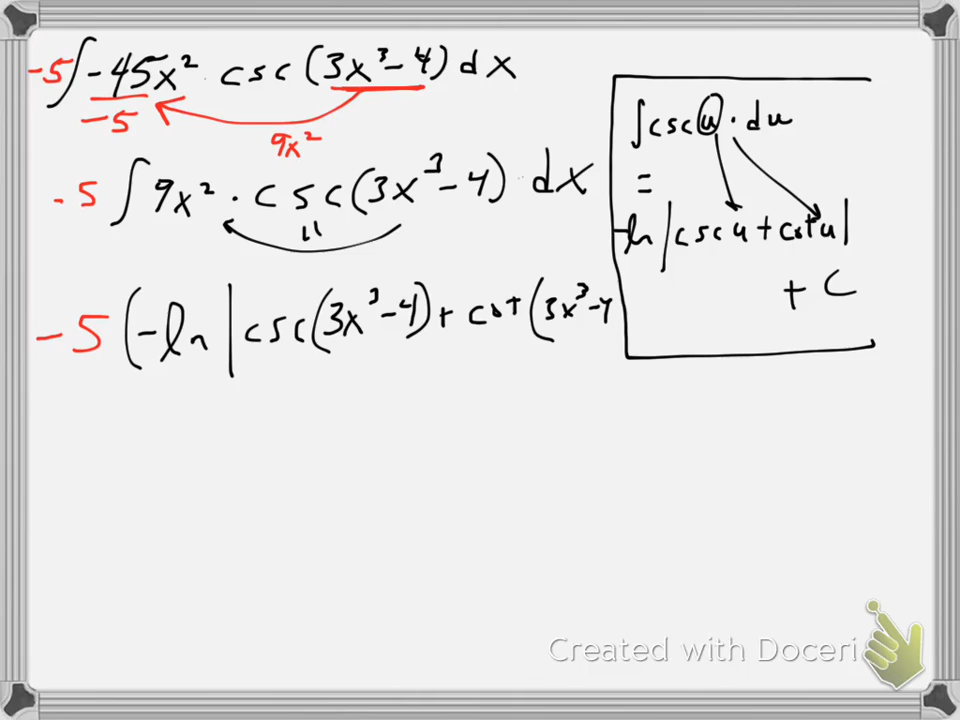 -5 ∫ -45x² · csc (3x³-4) dx
-5
9x²
-5 ∫ 9x² · csc(3x³-4) dx
u
-5 (-ln |csc(3x³-4) + cot (3x³-4
∫ csc u · du
=
-ln |csc u + cot u|
+ C
Created with Doceri